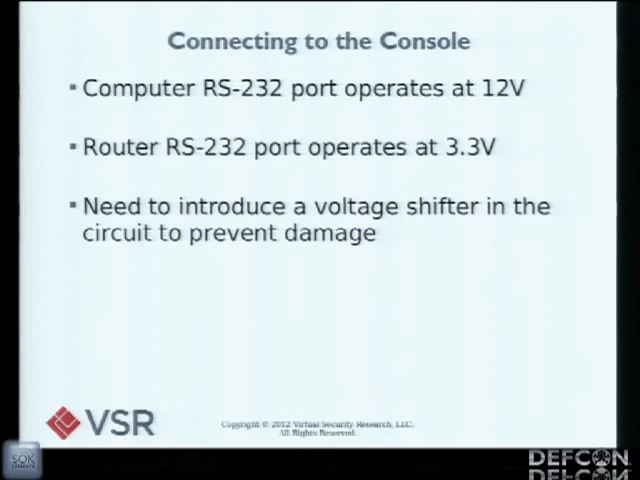 Connecting to the Console
▪ Computer RS-232 port operates at 12V
▪ Router RS-232 port operates at 3.3V
▪ Need to introduce a voltage shifter in the
circuit to prevent damage
VSR
Copyright © 2012 Virtual Security Research, LLC.
All Rights Reserved.
SOK
DEFCON